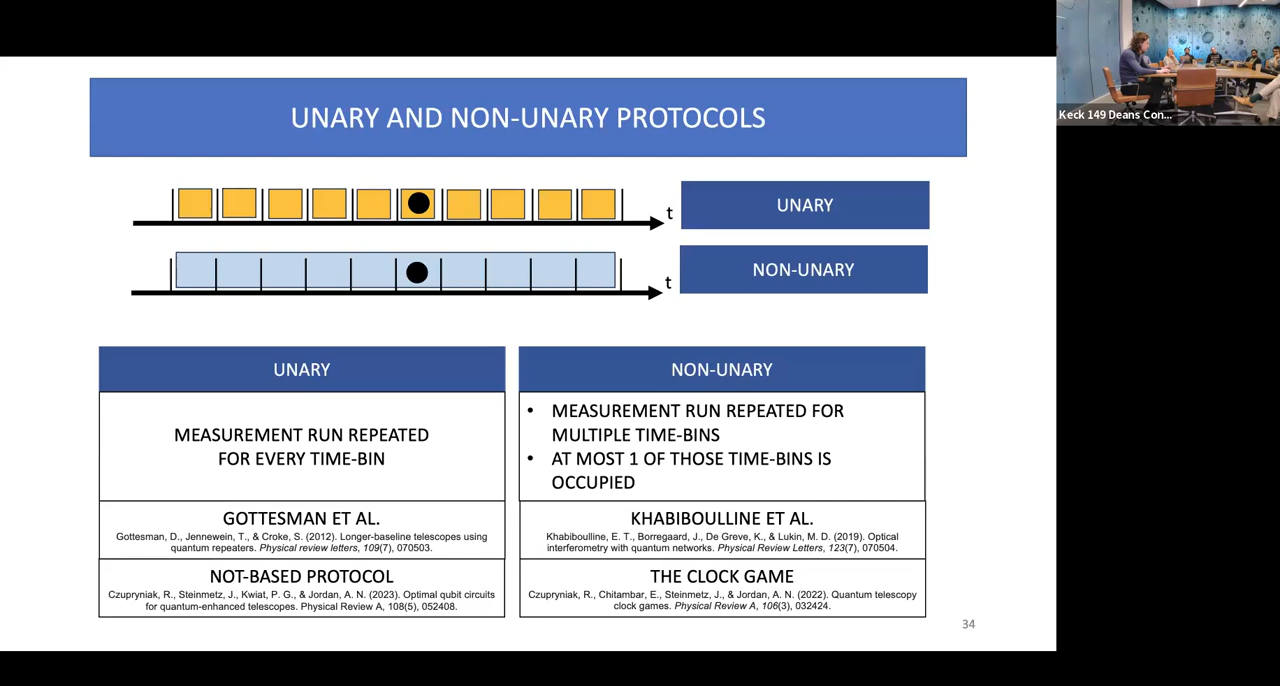 UNARY AND NON-UNARY PROTOCOLS
Keck 149 Deans Con...
t
UNARY
t
NON-UNARY
UNARY
MEASUREMENT RUN REPEATED
FOR EVERY TIME-BIN
GOTTESMAN ET AL.
Gottesman, D., Jennewein, T., & Croke, S. (2012). Longer-baseline telescopes using
quantum repeaters. Physical review letters, 109(7), 070503.
NOT-BASED PROTOCOL
Czupryniak, R., Steinmetz, J., Kwiat, P. G., & Jordan, A. N. (2023). Optimal qubit circuits
for quantum-enhanced telescopes. Physical Review A, 108(5), 052408.
NON-UNARY
• MEASUREMENT RUN REPEATED FOR
MULTIPLE TIME-BINS
• AT MOST 1 OF THOSE TIME-BINS IS
OCCUPIED
KHABIBOULLINE ET AL.
Khabiboulline, E. T., Borregaard, J., De Greve, K., & Lukin, M. D. (2019). Optical
interferometry with quantum networks. Physical Review Letters, 123(7), 070504.
THE CLOCK GAME
Czupryniak, R., Chitambar, E., Steinmetz, J., & Jordan, A. N. (2022). Quantum telescopy
clock games. Physical Review A, 106(3), 032424.
34